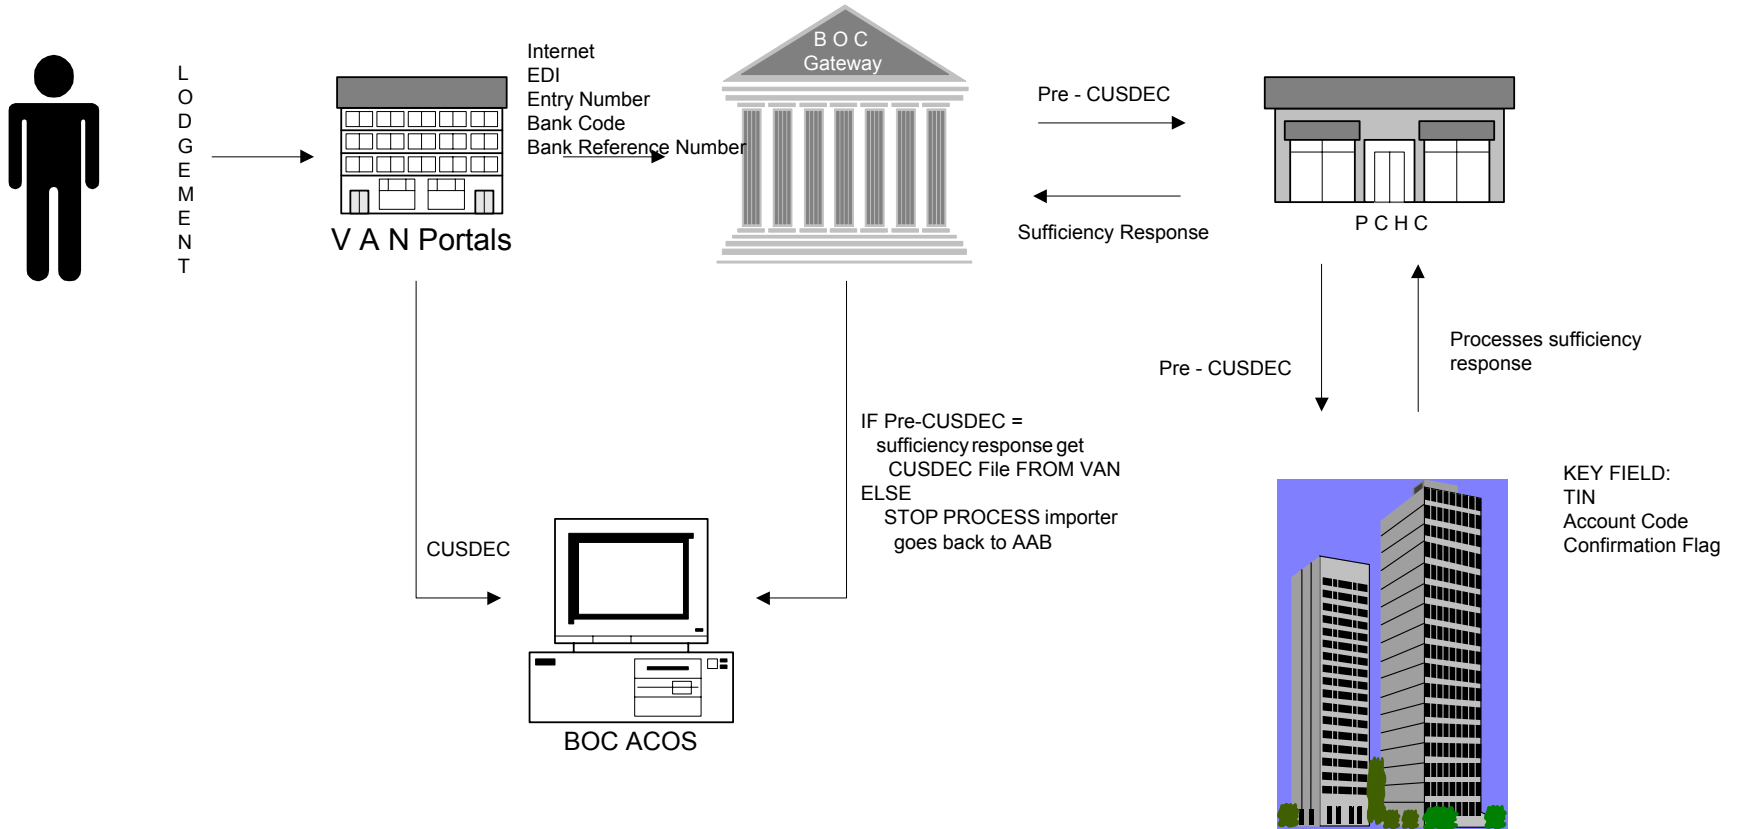 LODGEMENT
Internet
EDI
Entry Number
Bank Code
Bank Reference Number
V A N Portals
B O C
Gateway
Pre - CUSDEC
Sufficiency Response
P C H C
Pre - CUSDEC
Processes sufficiency
response
IF Pre-CUSDEC =
sufficiency response get
CUSDEC File FROM VAN
ELSE
STOP PROCESS importer
goes back to AAB
CUSDEC
BOC ACOS
KEY FIELD:
TIN
Account Code
Confirmation Flag